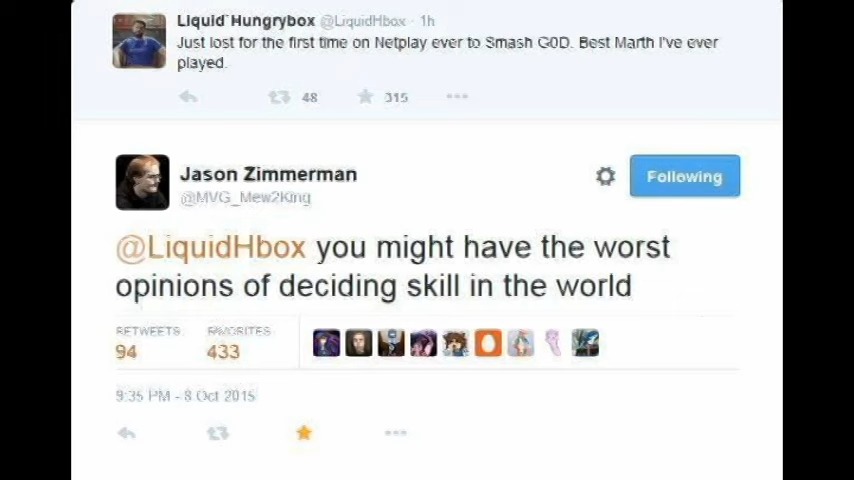 Liquid Hungrybox @LiquidHbox · 1h
Just lost for the first time on Netplay ever to Smash G0D. Best Marth I've ever
played.
48 315
Jason Zimmerman
@MVG_Mew2King
Following
@LiquidHbox you might have the worst
opinions of deciding skill in the world
RETWEETS FAVORITES
94 433
9:35 PM - 8 Oct 2015